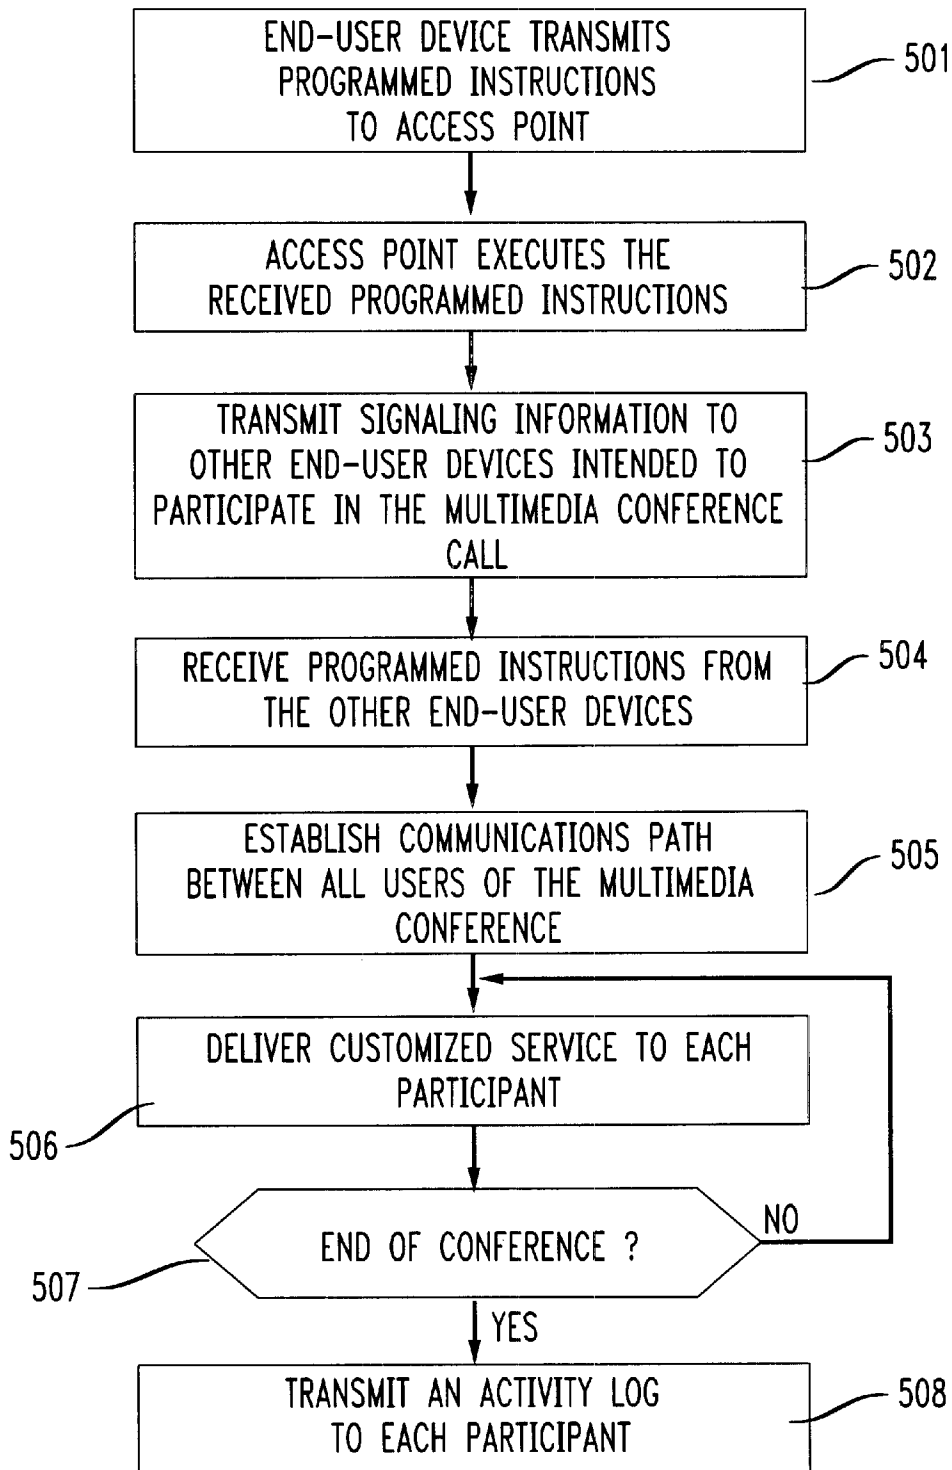 END-USER DEVICE TRANSMITS
PROGRAMMED INSTRUCTIONS
TO ACCESS POINT
501
ACCESS POINT EXECUTES THE
RECEIVED PROGRAMMED INSTRUCTIONS
502
TRANSMIT SIGNALING INFORMATION TO
OTHER END-USER DEVICES INTENDED TO
PARTICIPATE IN THE MULTIMEDIA CONFERENCE
CALL
503
RECEIVE PROGRAMMED INSTRUCTIONS FROM
THE OTHER END-USER DEVICES
504
ESTABLISH COMMUNICATIONS PATH
BETWEEN ALL USERS OF THE MULTIMEDIA
CONFERENCE
505
DELIVER CUSTOMIZED SERVICE TO EACH
PARTICIPANT
506
END OF CONFERENCE ?
NO
507
YES
TRANSMIT AN ACTIVITY LOG
TO EACH PARTICIPANT
508